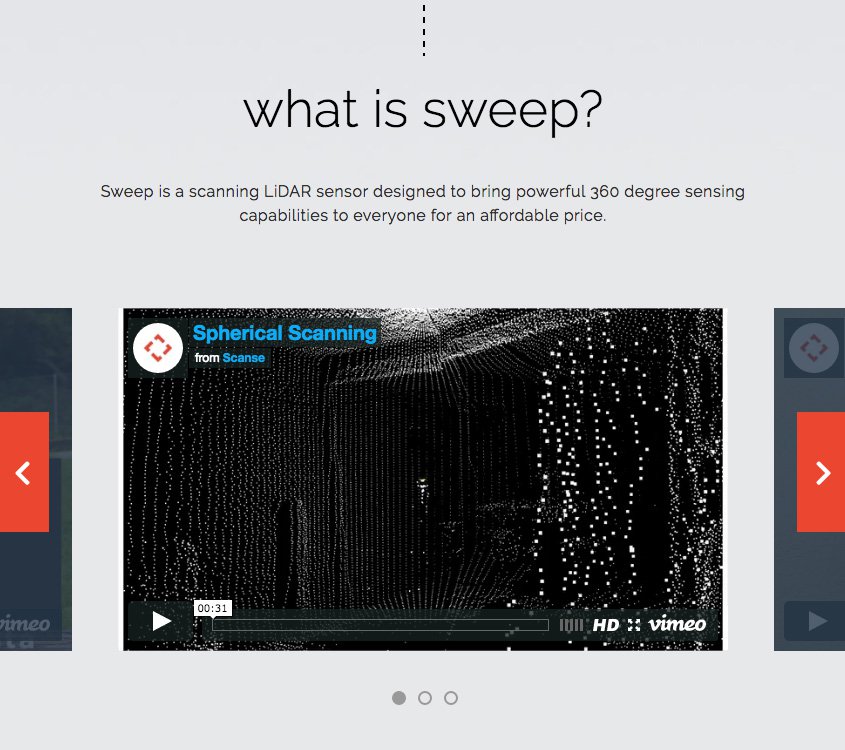 what is sweep?
Sweep is a scanning LiDAR sensor designed to bring powerful 360 degree sensing
capabilities to everyone for an affordable price.
Spherical Scanning
from Scanse
00:31
HD vimeo
vimeo